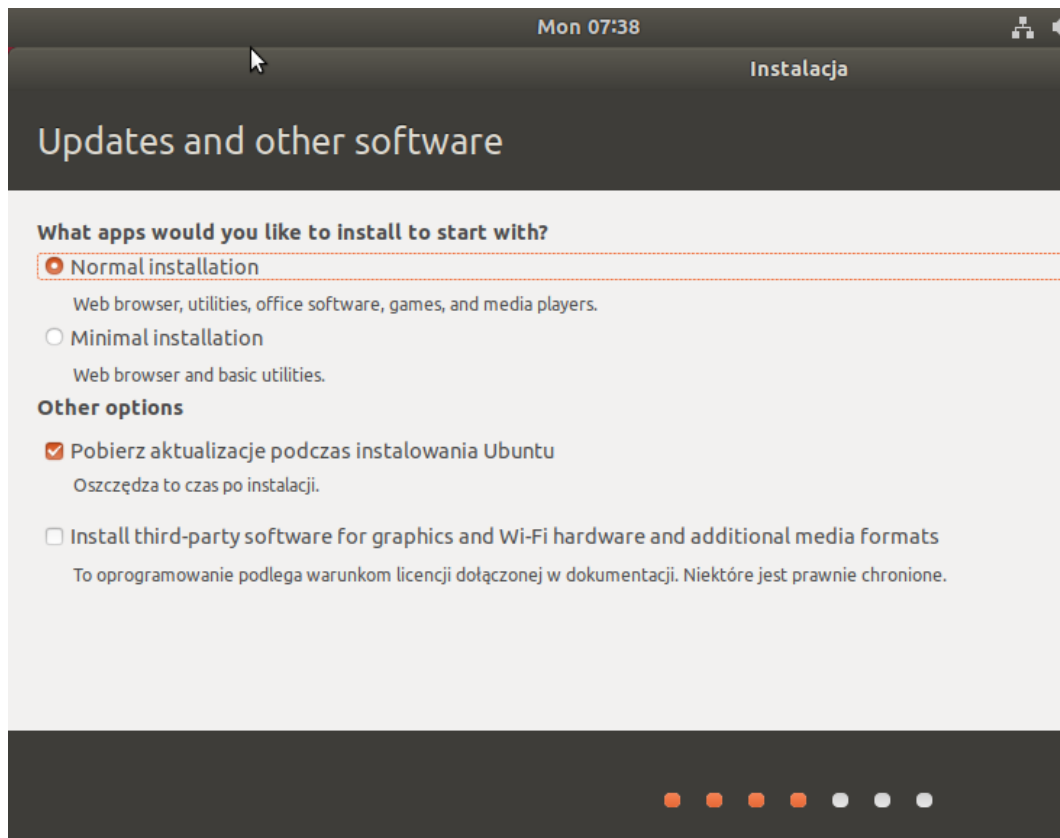 Mon 07:38
Instalacja
Updates and other software
What apps would you like to install to start with?
Normal installation
Web browser, utilities, office software, games, and media players.
Minimal installation
Web browser and basic utilities.
Other options
Pobierz aktualizacje podczas instalowania Ubuntu
Oszczędza to czas po instalacji.
Install third-party software for graphics and Wi-Fi hardware and additional media formats
To oprogramowanie podlega warunkom licencji dołączonej w dokumentacji. Niektóre jest prawnie chronione.